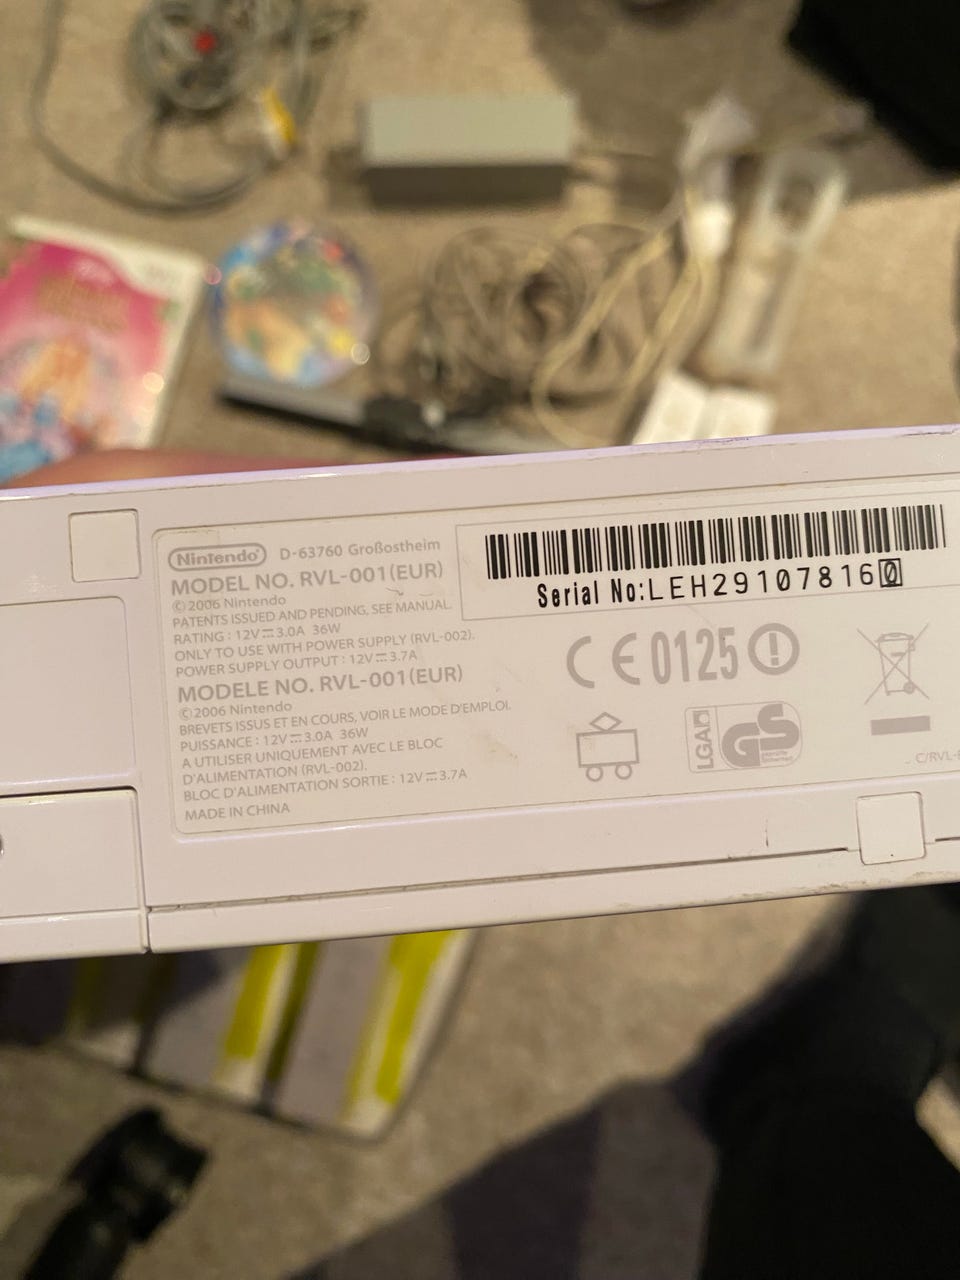 Nintendo D-63760 Großostheim
MODEL NO. RVL-001(EUR)
©2006 Nintendo
PATENTS ISSUED AND PENDING, SEE MANUAL.
RATING : 12V⎓3.0A 36W
ONLY TO USE WITH POWER SUPPLY (RVL-002).
POWER SUPPLY OUTPUT : 12V⎓3.7A
MODELE NO. RVL-001(EUR)
©2006 Nintendo
BREVETS ISSUS ET EN COURS, VOIR LE MODE D'EMPLOI.
PUISSANCE : 12V⎓3.0A 36W
A UTILISER UNIQUEMENT AVEC LE BLOC
D'ALIMENTATION (RVL-002).
BLOC D'ALIMENTATION SORTIE : 12V⎓3.7A
MADE IN CHINA
Serial No:LEH291078160
CE0125
LGAI GS
C/RVL-